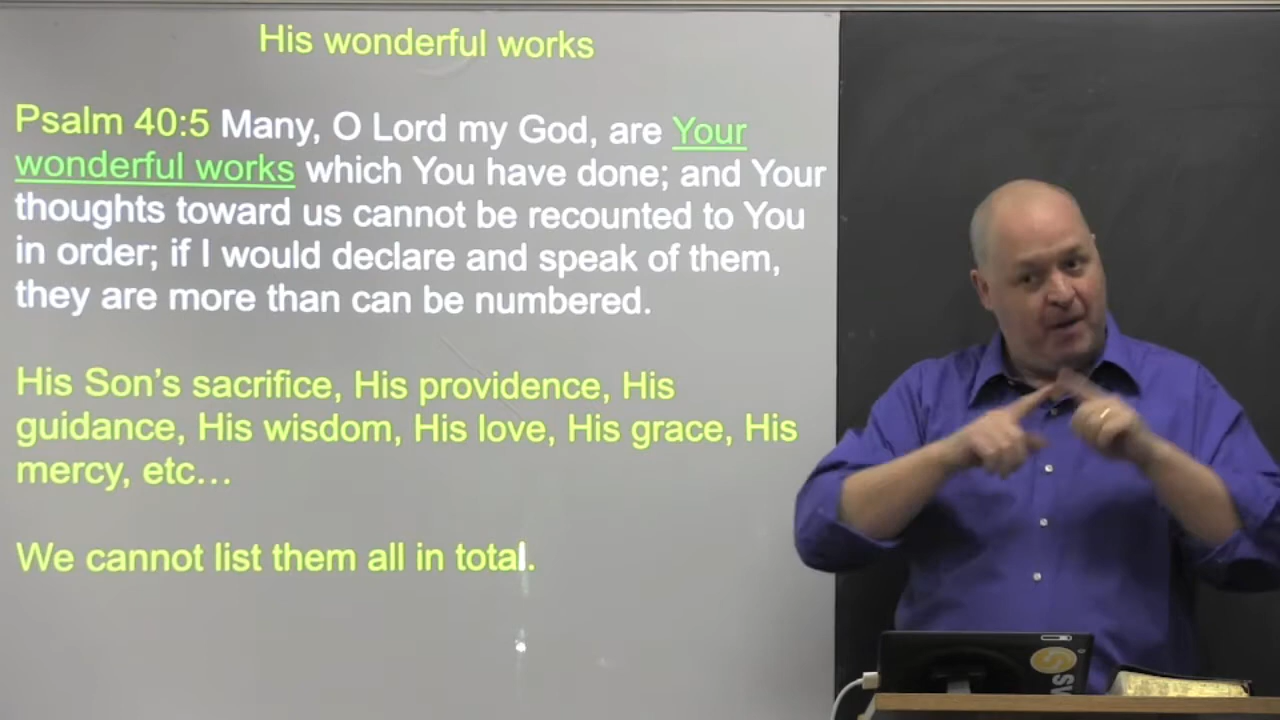 His wonderful works
Psalm 40:5 Many, O Lord my God, are Your
wonderful works which You have done; and Your
thoughts toward us cannot be recounted to You
in order; if I would declare and speak of them,
they are more than can be numbered.
His Son's sacrifice, His providence, His
guidance, His wisdom, His love, His grace, His
mercy, etc…
We cannot list them all in total.